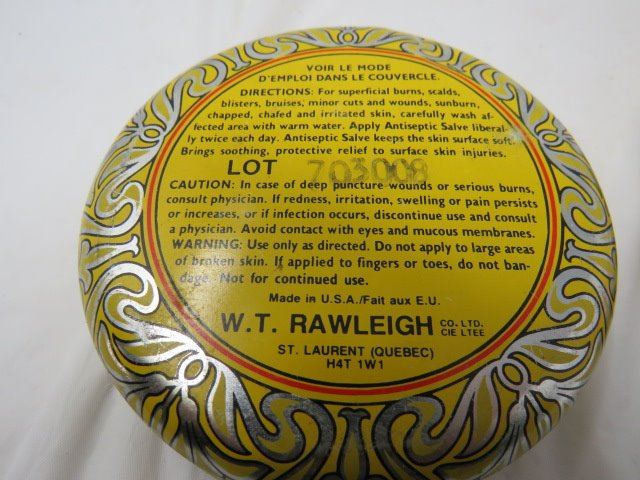 VOIR LE MODE
D'EMPLOI DANS LE COUVERCLE.
DIRECTIONS: For superficial burns, scalds,
blisters, bruises, minor cuts and wounds, sunburn,
chapped, chafed and irritated skin, carefully wash af-
fected area with warm water. Apply Antiseptic Salve liberal-
ly twice each day. Antiseptic Salve keeps the skin surface soft.
Brings soothing, protective relief to surface skin injuries.
LOT 703008
CAUTION: In case of deep puncture wounds or serious burns,
consult physician. If redness, irritation, swelling or pain persists
or increases, or if infection occurs, discontinue use and consult
a physician. Avoid contact with eyes and mucous membranes.
WARNING: Use only as directed. Do not apply to large areas
of broken skin. If applied to fingers or toes, do not ban-
dage. Not for continued use.
Made in U.S.A./Fait aux E.U.
W.T. RAWLEIGH CO. LTD.
CIE LTEE
ST. LAURENT (QUEBEC)
H4T 1W1